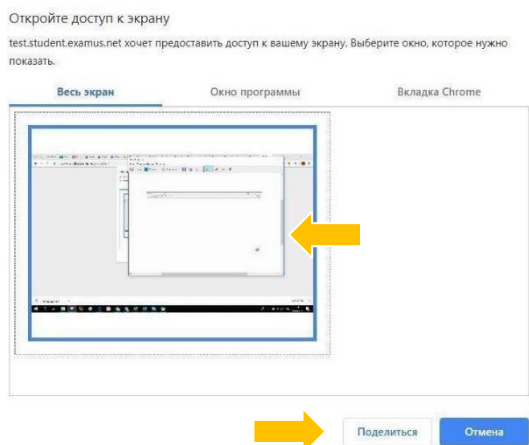 Откройте доступ к экрану
test.student.examus.net хочет предоставить доступ к вашему экрану. Выберите окно, которое нужно
показать.
Весь экран Окно программы Вкладка Chrome
Поделиться Отмена